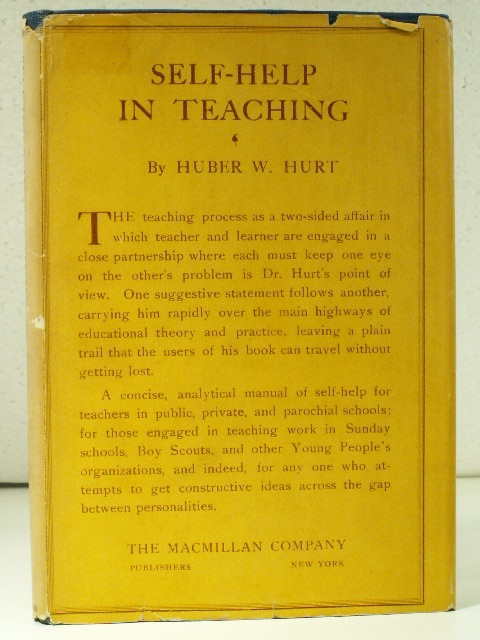 SELF-HELP
IN TEACHING
By HUBER W. HURT
THE teaching process as a two-sided affair in
which teacher and learner are engaged in a
close partnership where each must keep one eye
on the other's problem is Dr. Hurt's point of
view. One suggestive statement follows another,
carrying him rapidly over the main highways of
educational theory and practice, leaving a plain
trail that the users of his book can travel without
getting lost.
A concise, analytical manual of self-help for
teachers in public, private, and parochial schools;
for those engaged in teaching work in Sunday
schools, Boy Scouts, and other Young People's
organizations, and indeed, for any one who at-
tempts to get constructive ideas across the gap
between personalities.
THE MACMILLAN COMPANY
PUBLISHERS NEW YORK